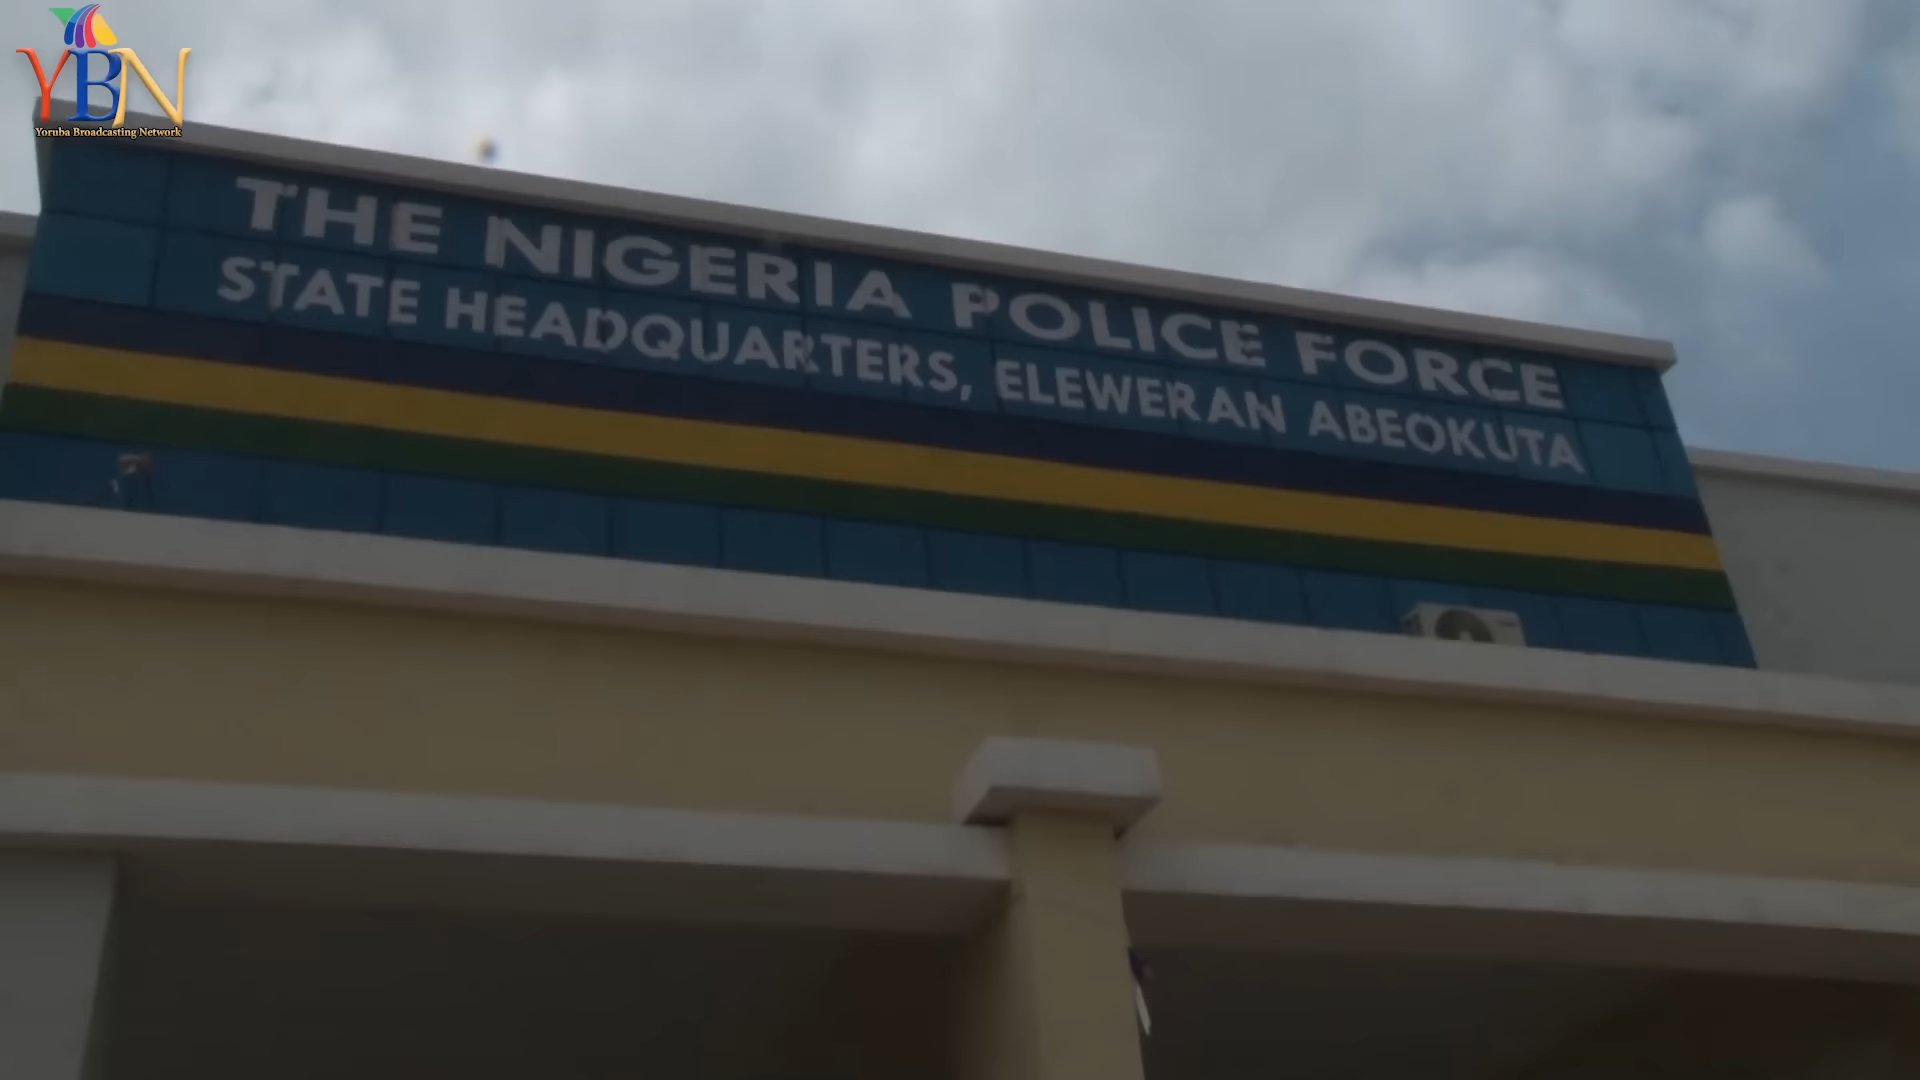 YBN
Yoruba Broadcasting Network
THE NIGERIA POLICE FORCE
STATE HEADQUARTERS, ELEWERAN ABEOKUTA